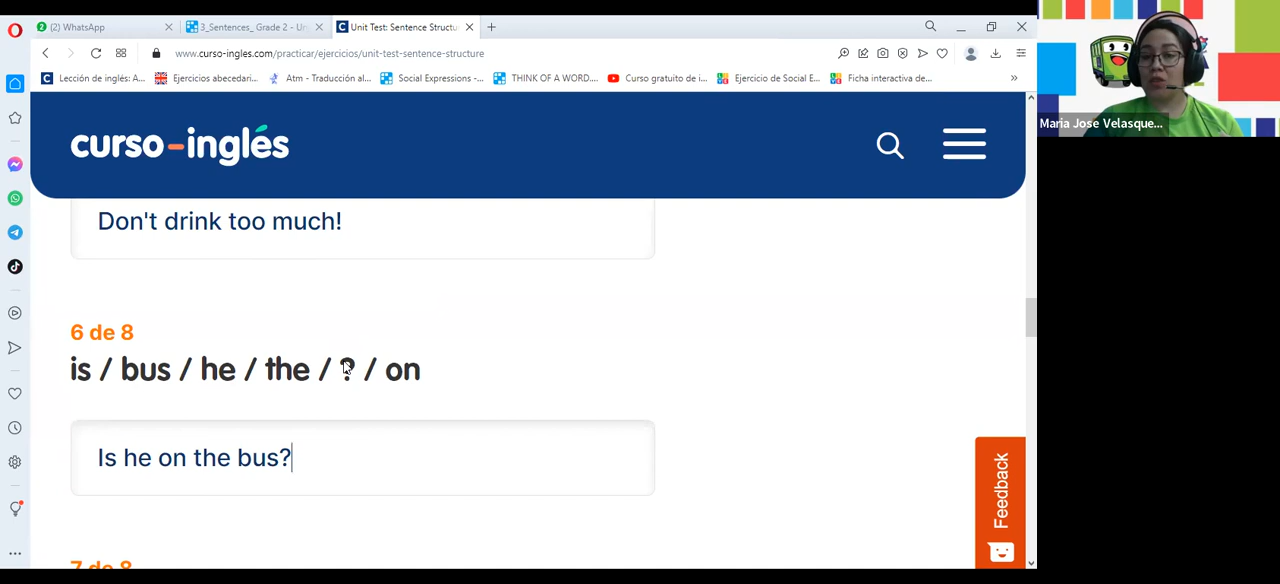 (2) WhatsApp
3_Sentences_ Grade 2 - Un
Unit Test: Sentence Structu
www.curso-ingles.com/practicar/ejercicios/unit-test-sentence-structure
Lección de inglés: A...
Ejercicios abecedari...
Atm - Traducción al...
Social Expressions -...
THINK OF A WORD....
Curso gratuito de i...
Ejercicio de Social E...
Ficha interactiva de...
Maria Jose Velasque...
curso-inglés
Don't drink too much!
6 de 8
is / bus / he / the / ? / on
Is he on the bus?
Feedback
7 de 8